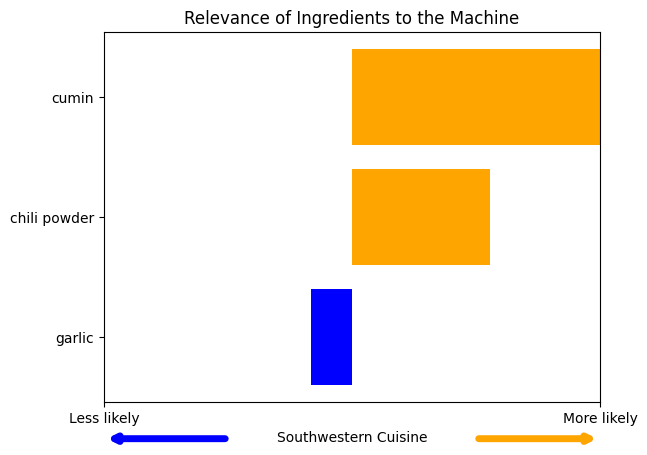 Relevance of Ingredients to the Machine
cumin
chili powder
garlic
Less likely
More likely
Southwestern Cuisine